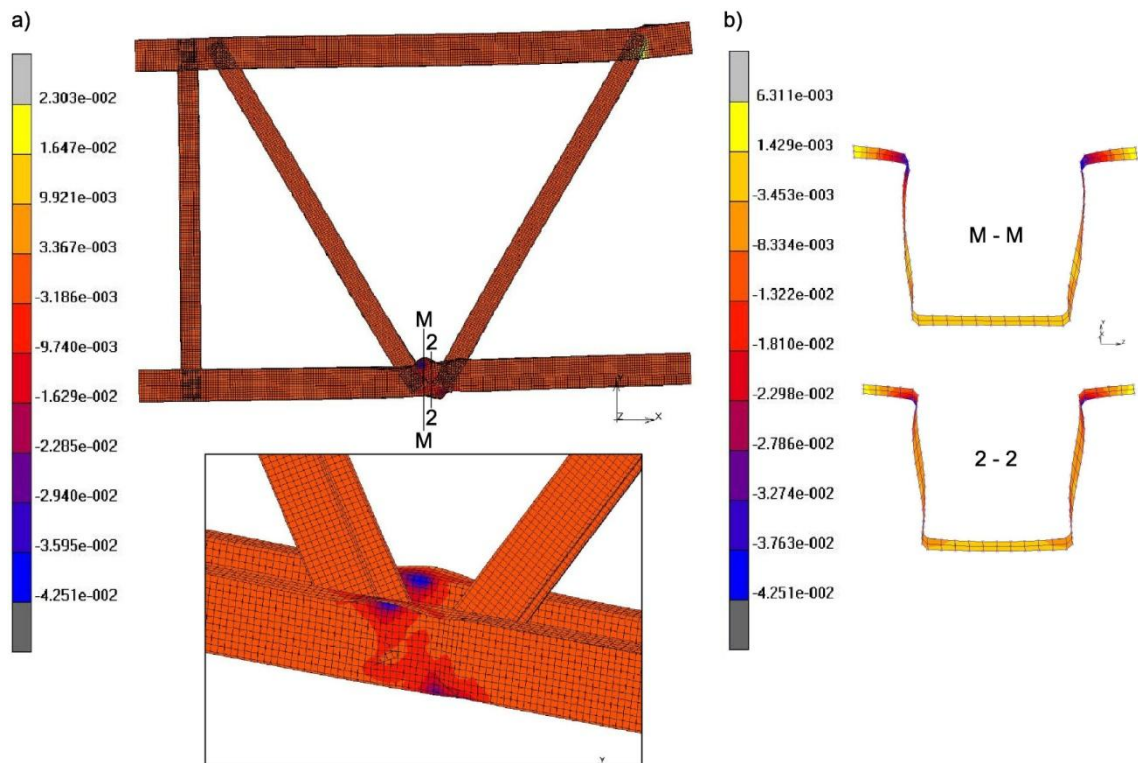 a)
2.303e-002
1.647e-002
9.921e-003
3.367e-003
-3.186e-003
-9.740e-003
-1.629e-002
-2.285e-002
-2.940e-002
-3.595e-002
-4.251e-002
M
2
2
M
Y
Z X
Y
b)
6.311e-003
1.429e-003
-3.453e-003
-8.334e-003
-1.322e-002
-1.810e-002
-2.298e-002
-2.786e-002
-3.274e-002
-3.763e-002
-4.251e-002
M - M
Y
X Z
2 - 2